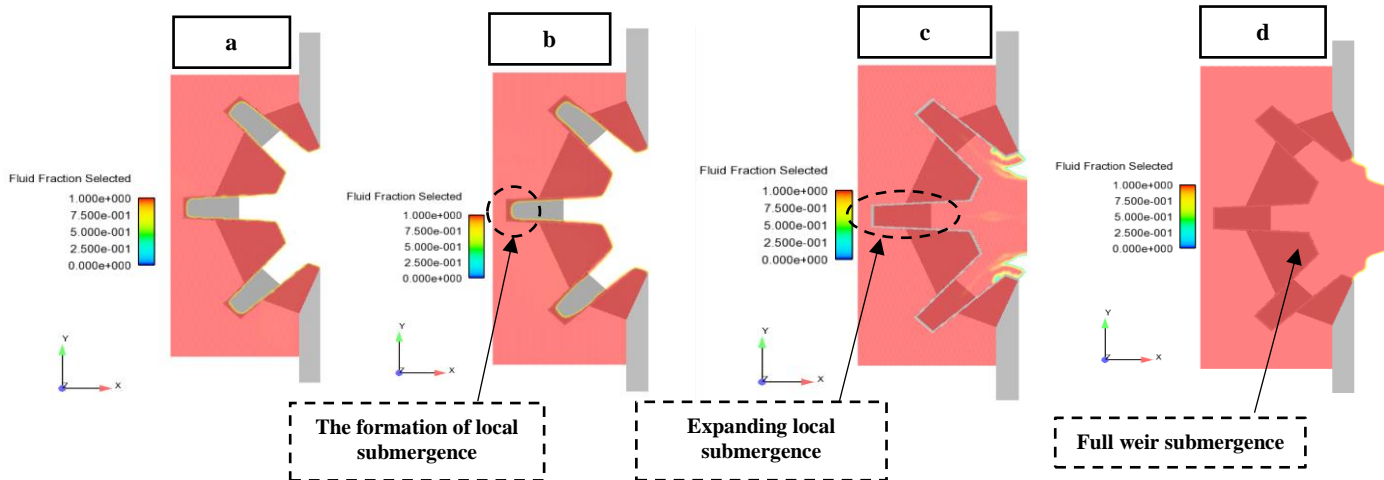 a
b
c
d
Fluid Fraction Selected
1.000e+000
7.500e-001
5.000e-001
2.500e-001
0.000e+000
Y
Z
X
Fluid Fraction Selected
1.000e+000
7.500e-001
5.000e-001
2.500e-001
0.000e+000
Y
Z
X
Fluid Fraction Selected
1.000e+000
7.500e-001
5.000e-001
2.500e-001
0.000e+000
Y
Z
X
Fluid Fraction Selected
1.000e+000
7.500e-001
5.000e-001
2.500e-001
0.000e+000
Y
Z
X
The formation of local
submergence
Expanding local
submergence
Full weir submergence